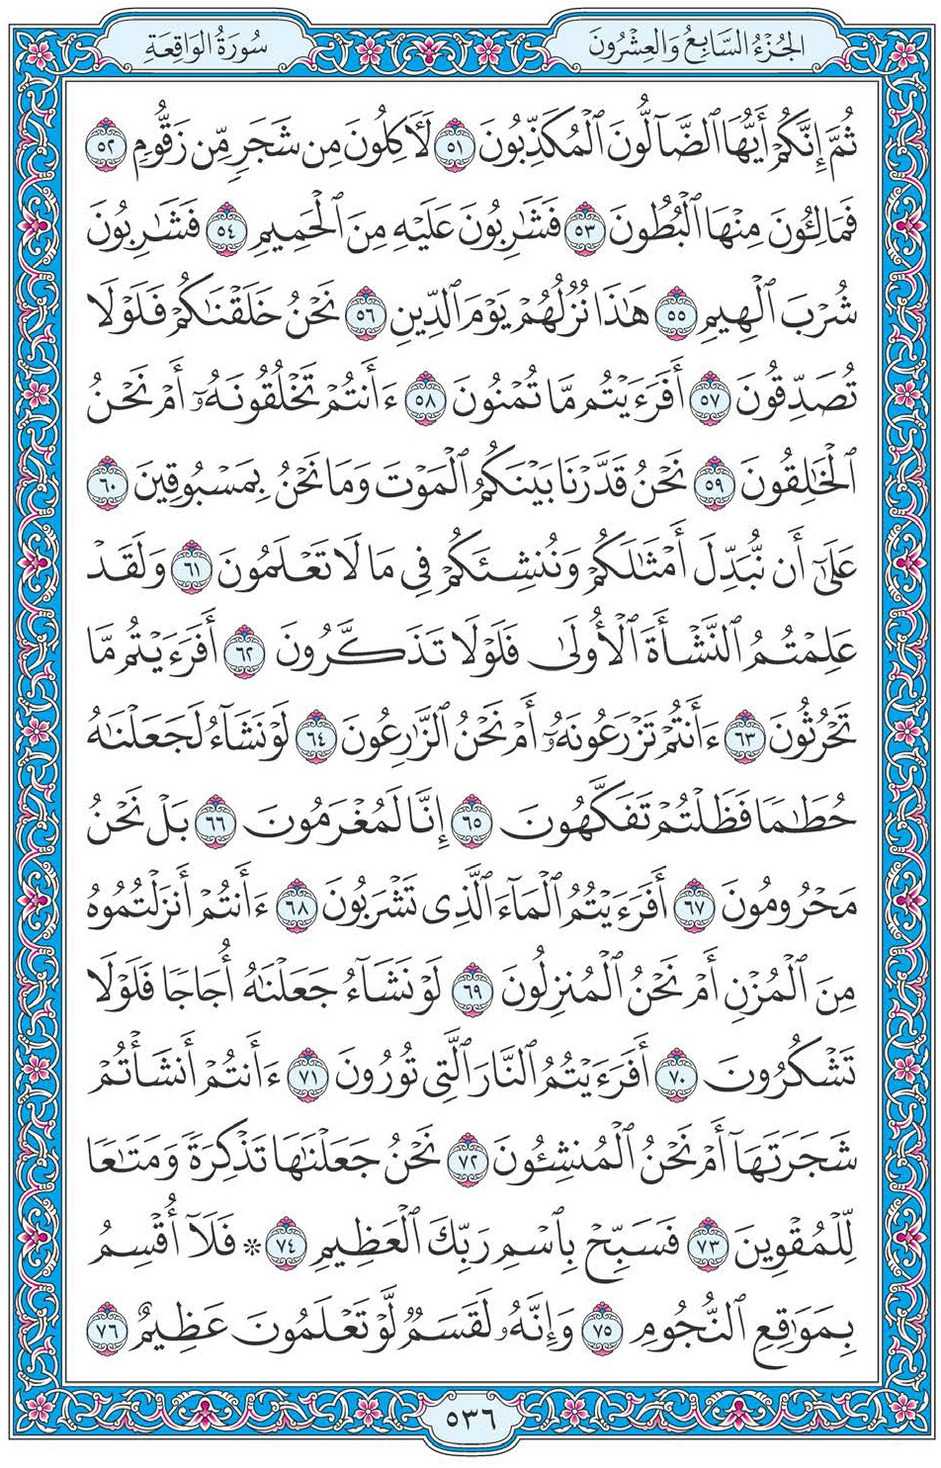 الجُزْءُ السَّابِعُ وَالعِشْرُونَ
سُورَةُ الوَاقِعَةِ
ثُمَّ إِنَّكُمْ أَيُّهَا ٱلضَّآلُّونَ ٱلْمُكَذِّبُونَ ٥١ لَأٓكِلُونَ مِن شَجَرٍ مِّن زَقُّومٍ ٥٢
فَمَالِـُٔونَ مِنْهَا ٱلْبُطُونَ ٥٣ فَشَٰرِبُونَ عَلَيْهِ مِنَ ٱلْحَمِيمِ ٥٤ فَشَٰرِبُونَ
شُرْبَ ٱلْهِيمِ ٥٥ هَٰذَا نُزُلُهُمْ يَوْمَ ٱلدِّينِ ٥٦ نَحْنُ خَلَقْنَٰكُمْ فَلَوْلَا
تُصَدِّقُونَ ٥٧ أَفَرَءَيْتُم مَّا تُمْنُونَ ٥٨ ءَأَنتُمْ تَخْلُقُونَهُۥٓ أَمْ نَحْنُ
ٱلْخَٰلِقُونَ ٥٩ نَحْنُ قَدَّرْنَا بَيْنَكُمُ ٱلْمَوْتَ وَمَا نَحْنُ بِمَسْبُوقِينَ ٦٠
عَلَىٰٓ أَن نُّبَدِّلَ أَمْثَٰلَكُمْ وَنُنشِئَكُمْ فِى مَا لَا تَعْلَمُونَ ٦١ وَلَقَدْ
عَلِمْتُمُ ٱلنَّشْأَةَ ٱلْأُولَىٰ فَلَوْلَا تَذَكَّرُونَ ٦٢ أَفَرَءَيْتُم مَّا
تَحْرُثُونَ ٦٣ ءَأَنتُمْ تَزْرَعُونَهُۥٓ أَمْ نَحْنُ ٱلزَّٰرِعُونَ ٦٤ لَوْ نَشَآءُ لَجَعَلْنَٰهُ
حُطَٰمًا فَظَلْتُمْ تَفَكَّهُونَ ٦٥ إِنَّا لَمُغْرَمُونَ ٦٦ بَلْ نَحْنُ
مَحْرُومُونَ ٦٧ أَفَرَءَيْتُمُ ٱلْمَآءَ ٱلَّذِى تَشْرَبُونَ ٦٨ ءَأَنتُمْ أَنزَلْتُمُوهُ
مِنَ ٱلْمُزْنِ أَمْ نَحْنُ ٱلْمُنزِلُونَ ٦٩ لَوْ نَشَآءُ جَعَلْنَٰهُ أُجَاجًا فَلَوْلَا
تَشْكُرُونَ ٧٠ أَفَرَءَيْتُمُ ٱلنَّارَ ٱلَّتِى تُورُونَ ٧١ ءَأَنتُمْ أَنشَأْتُمْ
شَجَرَتَهَآ أَمْ نَحْنُ ٱلْمُنشِـُٔونَ ٧٢ نَحْنُ جَعَلْنَٰهَا تَذْكِرَةً وَمَتَٰعًا
لِّلْمُقْوِينَ ٧٣ فَسَبِّحْ بِٱسْمِ رَبِّكَ ٱلْعَظِيمِ ٧٤ * فَلَآ أُقْسِمُ
بِمَوَٰقِعِ ٱلنُّجُومِ ٧٥ وَإِنَّهُۥ لَقَسَمٌ لَّوْ تَعْلَمُونَ عَظِيمٌ ٧٦
٥٣٦